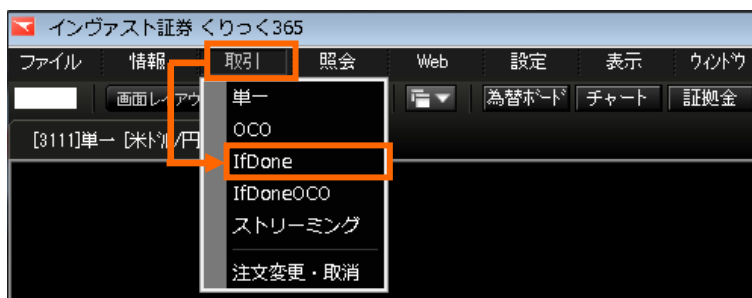 インヴァスト証券 くりっく365
ファイル 情報 取引 照会 Web 設定 表示 ウィンドウ
画面レイアウ 為替ボード チャート 証拠金
[3111]単一 [米ドル/円
単一
OCO
IfDone
IfDoneOCO
ストリーミング
注文変更・取消